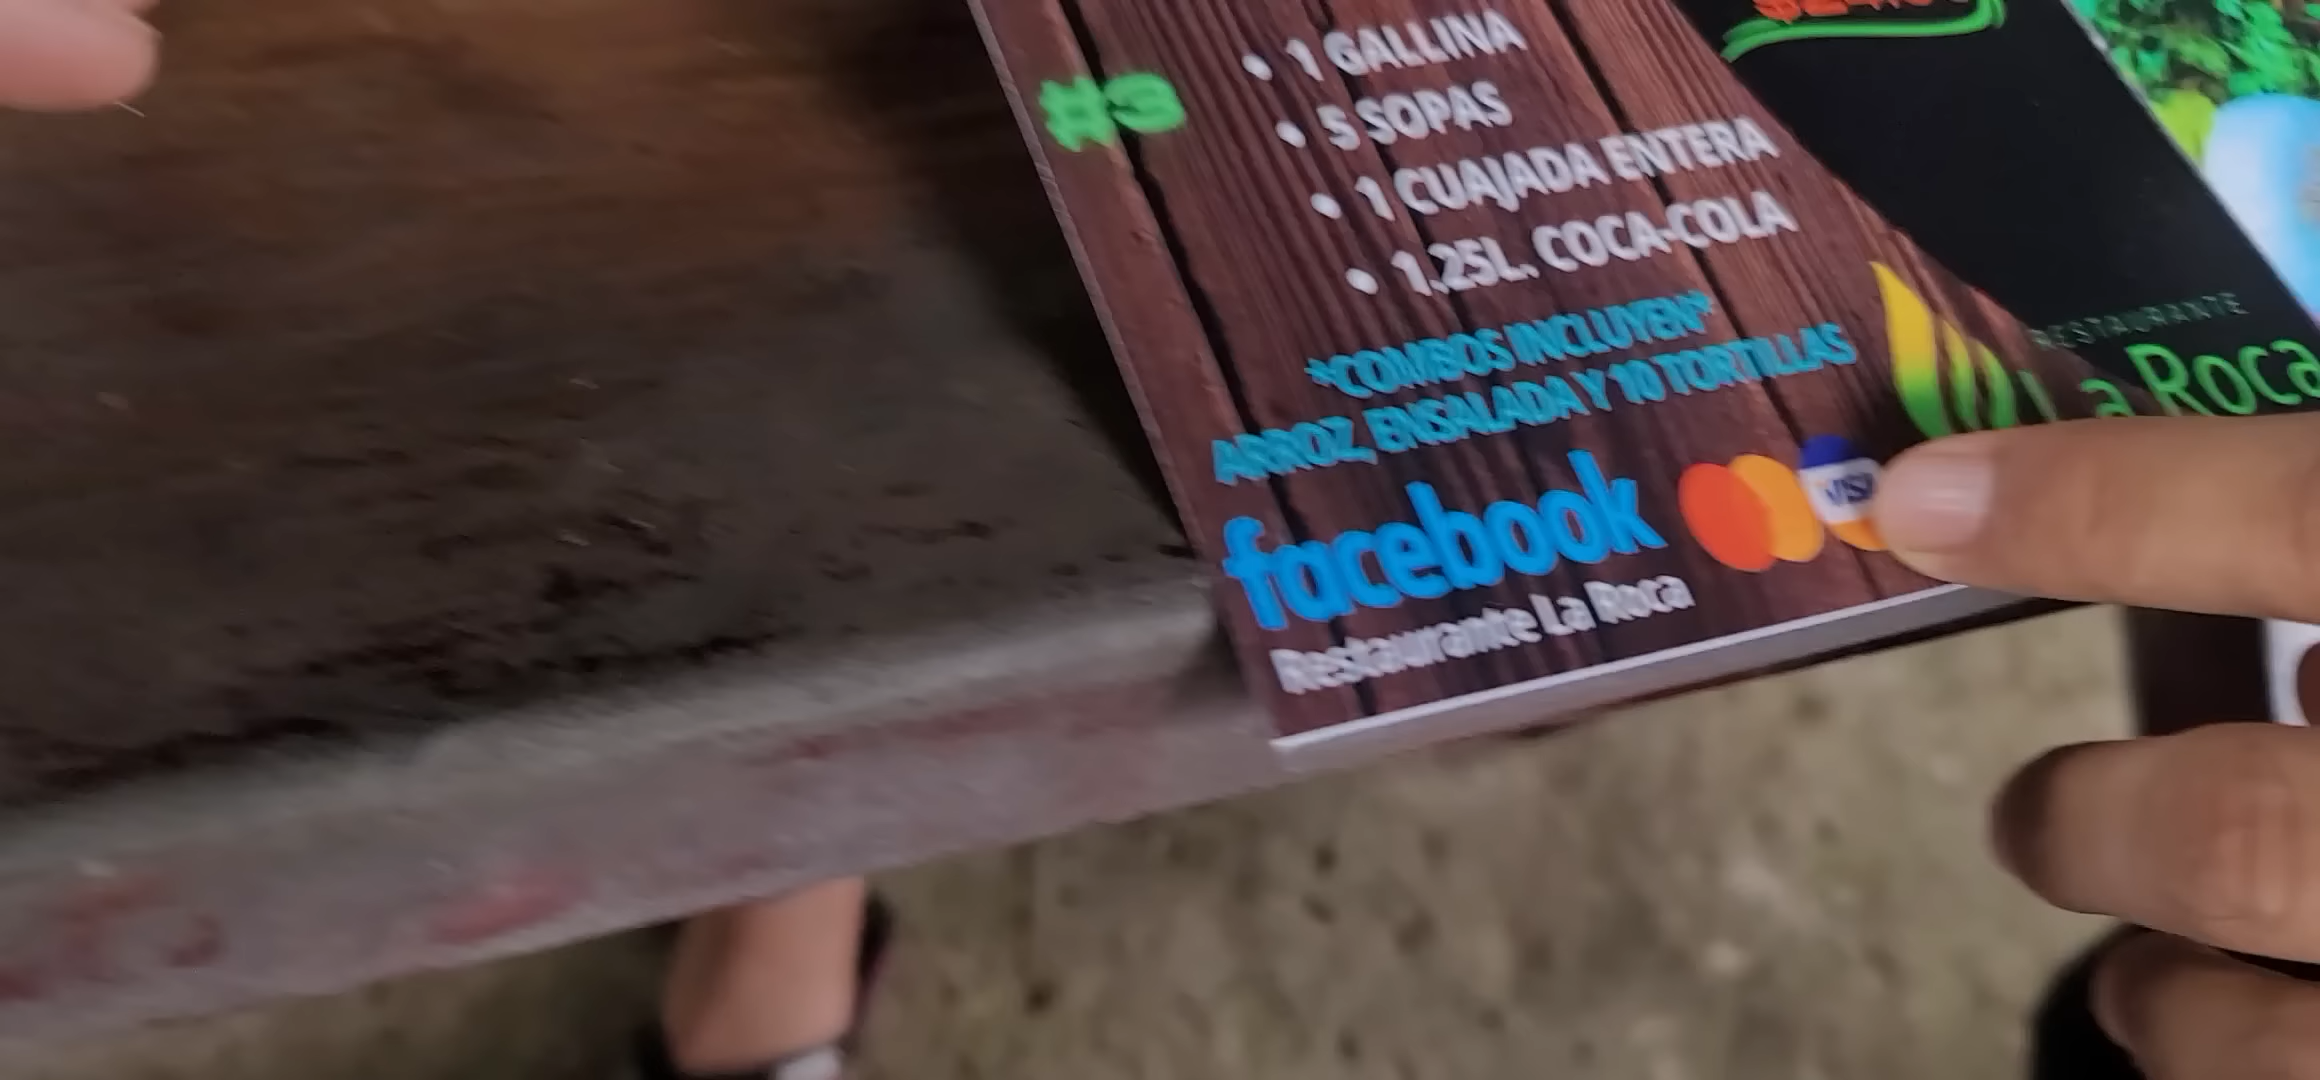 #3
• 1 GALLINA
• 5 SOPAS
• 1 CUAJADA ENTERA
• 1.25L. COCA-COLA
*COMBOS INCLUYEN*
ARROZ, ENSALADA Y 10 TORTILLAS
facebook
Restaurante La Roca
VISA
RESTAURANTE
La Roca